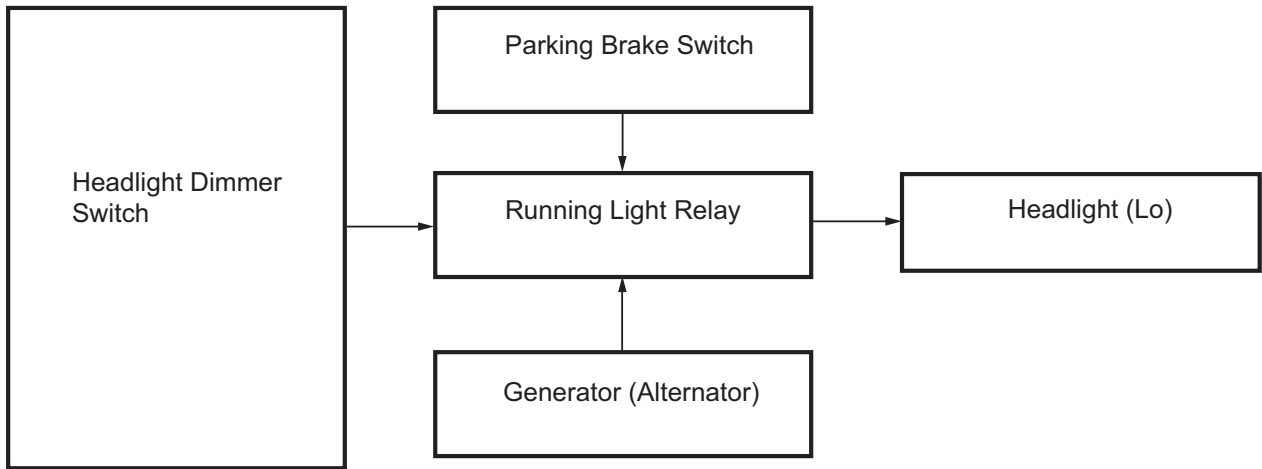 Parking Brake Switch
Headlight Dimmer
Switch
Running Light Relay
Headlight (Lo)
Generator (Alternator)